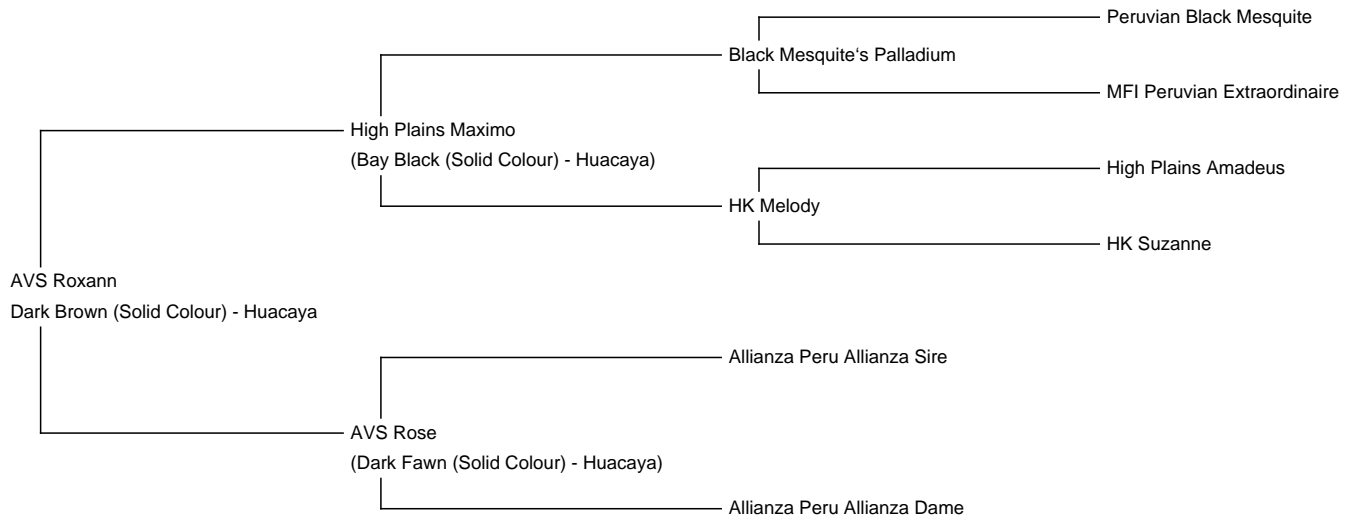 Peruvian Black Mesquite
Black Mesquite‘s Palladium
MFI Peruvian Extraordinaire
High Plains Maximo
(Bay Black (Solid Colour) - Huacaya)
High Plains Amadeus
HK Melody
HK Suzanne
AVS Roxann
Dark Brown (Solid Colour) - Huacaya
Allianza Peru Allianza Sire
AVS Rose
(Dark Fawn (Solid Colour) - Huacaya)
Allianza Peru Allianza Dame